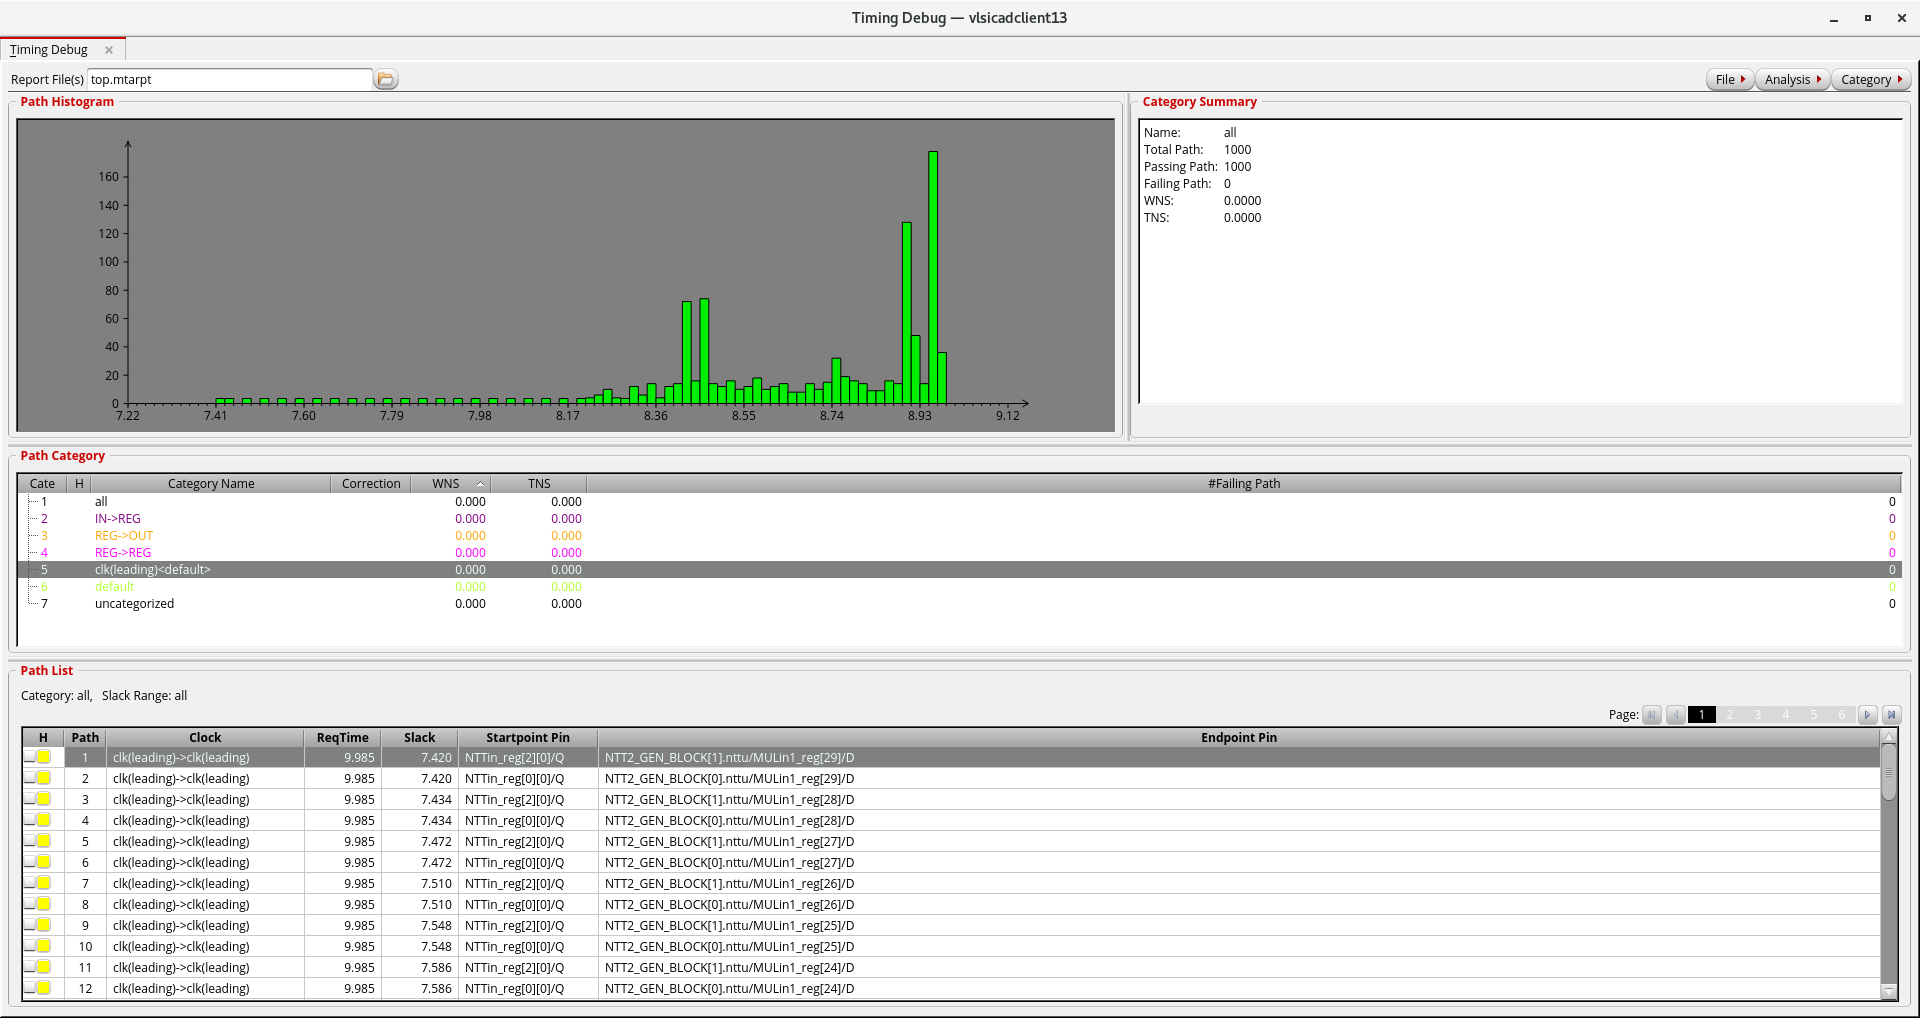 Timing Debug — vlsicadclient13
Timing Debug
Report File(s) top.mtarpt File Analysis Category
Path Histogram
160
140
120
100
80
60
40
20
0
7.22 7.41 7.60 7.79 7.98 8.17 8.36 8.55 8.74 8.93 9.12
Category Summary
Name: all
Total Path: 1000
Passing Path: 1000
Failing Path: 0
WNS: 0.0000
TNS: 0.0000
Path Category
Cate H Category Name Correction WNS TNS #Failing Path
1 all 0.000 0.000 0
2 IN->REG 0.000 0.000 0
3 REG->OUT 0.000 0.000 0
4 REG->REG 0.000 0.000 0
5 clk(leading)<default> 0.000 0.000 0
6 default 0.000 0.000 0
7 uncategorized 0.000 0.000 0
Path List
Category: all, Slack Range: all
Page: 1 2 3 4 5 6
H Path Clock ReqTime Slack Startpoint Pin Endpoint Pin
1 clk(leading)->clk(leading) 9.985 7.420 NTTin_reg[2][0]/Q NTT2_GEN_BLOCK[1].nttu/MULin1_reg[29]/D
2 clk(leading)->clk(leading) 9.985 7.420 NTTin_reg[0][0]/Q NTT2_GEN_BLOCK[0].nttu/MULin1_reg[29]/D
3 clk(leading)->clk(leading) 9.985 7.434 NTTin_reg[2][0]/Q NTT2_GEN_BLOCK[1].nttu/MULin1_reg[28]/D
4 clk(leading)->clk(leading) 9.985 7.434 NTTin_reg[0][0]/Q NTT2_GEN_BLOCK[0].nttu/MULin1_reg[28]/D
5 clk(leading)->clk(leading) 9.985 7.472 NTTin_reg[2][0]/Q NTT2_GEN_BLOCK[1].nttu/MULin1_reg[27]/D
6 clk(leading)->clk(leading) 9.985 7.472 NTTin_reg[0][0]/Q NTT2_GEN_BLOCK[0].nttu/MULin1_reg[27]/D
7 clk(leading)->clk(leading) 9.985 7.510 NTTin_reg[2][0]/Q NTT2_GEN_BLOCK[1].nttu/MULin1_reg[26]/D
8 clk(leading)->clk(leading) 9.985 7.510 NTTin_reg[0][0]/Q NTT2_GEN_BLOCK[0].nttu/MULin1_reg[26]/D
9 clk(leading)->clk(leading) 9.985 7.548 NTTin_reg[2][0]/Q NTT2_GEN_BLOCK[1].nttu/MULin1_reg[25]/D
10 clk(leading)->clk(leading) 9.985 7.548 NTTin_reg[0][0]/Q NTT2_GEN_BLOCK[0].nttu/MULin1_reg[25]/D
11 clk(leading)->clk(leading) 9.985 7.586 NTTin_reg[2][0]/Q NTT2_GEN_BLOCK[1].nttu/MULin1_reg[24]/D
12 clk(leading)->clk(leading) 9.985 7.586 NTTin_reg[0][0]/Q NTT2_GEN_BLOCK[0].nttu/MULin1_reg[24]/D